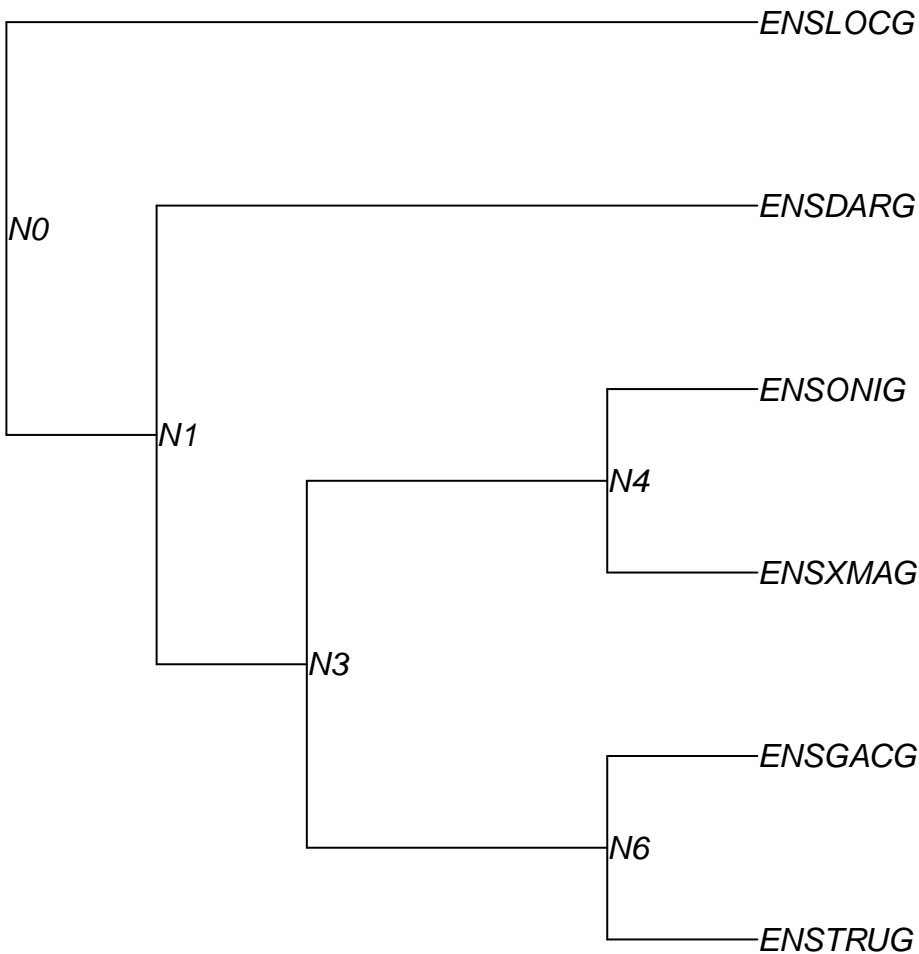 ENSLOCG
ENSDARG
N0
ENSONIG
N1
N4
ENSXMAG
N3
ENSGACG
N6
ENSTRUG